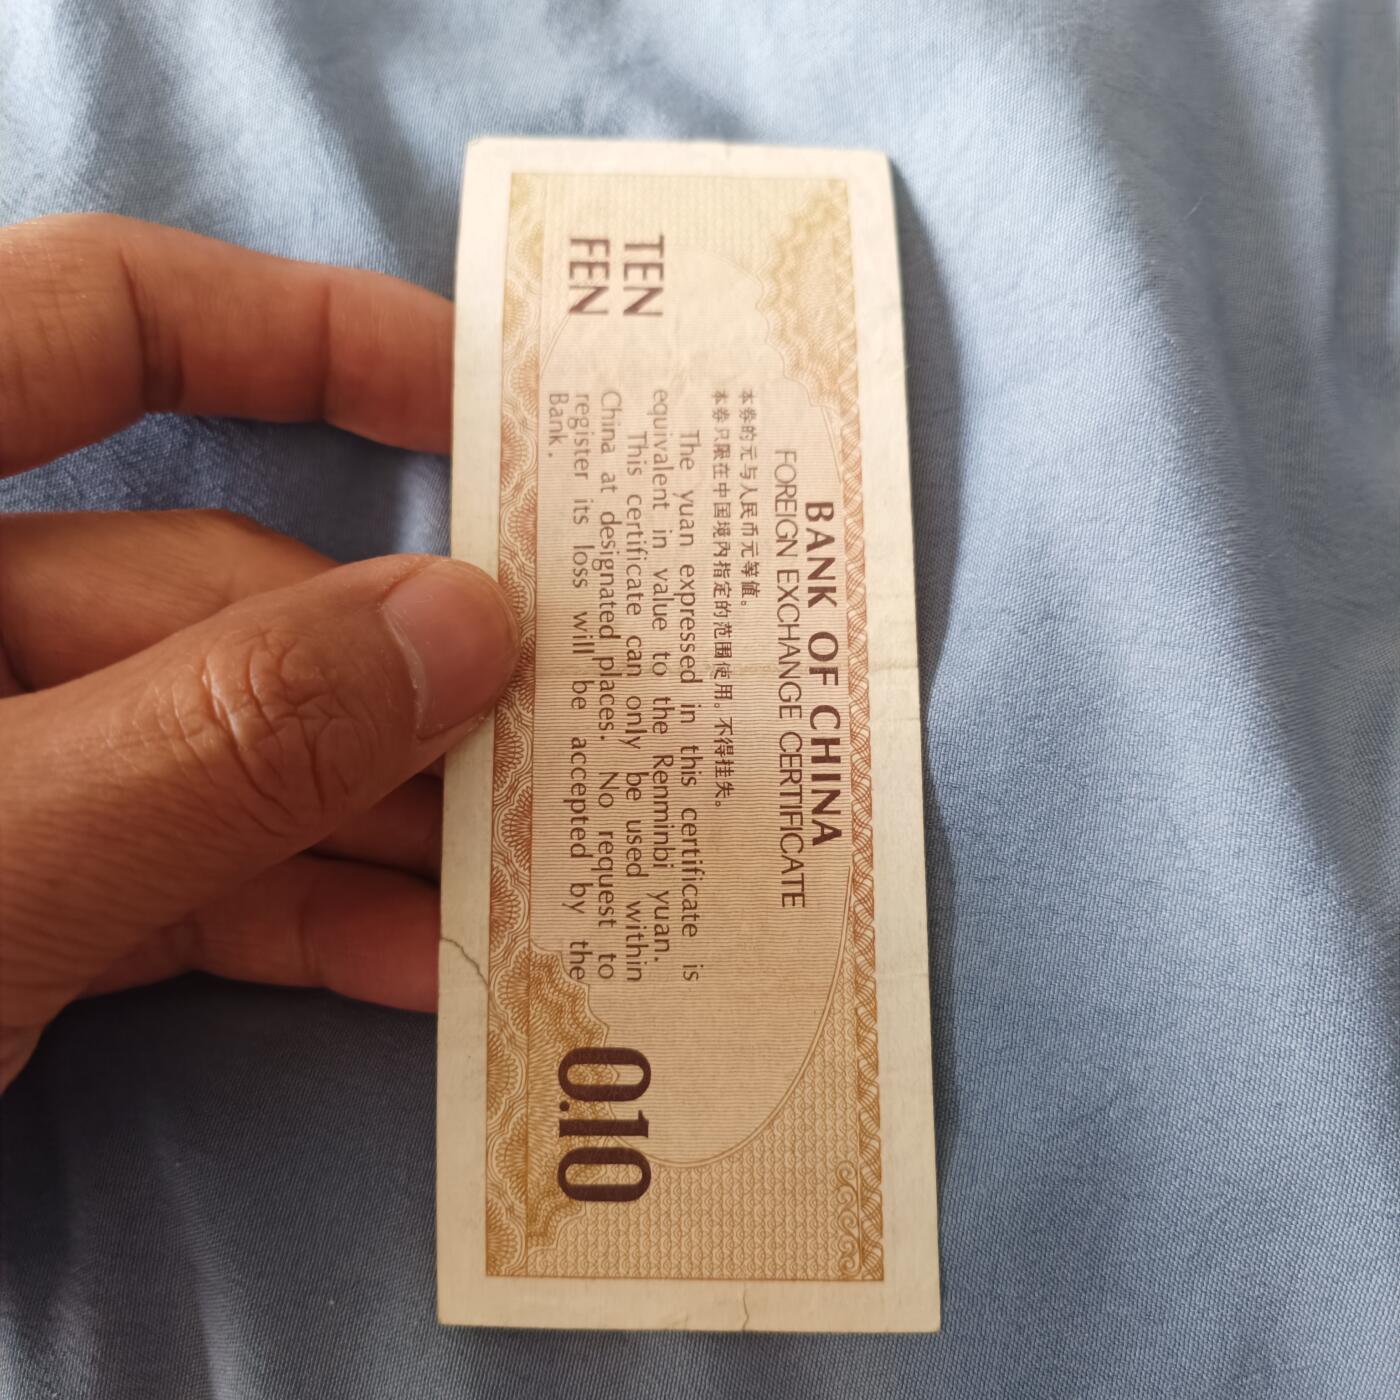 BANK OF CHINA
FOREIGN EXCHANGE CERTIFICATE
本券的元与人民币元等值。
本券只限在中国境内指定的范围使用。不得挂失。
The yuan expressed in this certificate is
equivalent in value to the Renminbi yuan.
This certificate can only be used within
China at designated places. No request to
register its loss will be accepted by the
Bank.
TEN
FEN
0.10